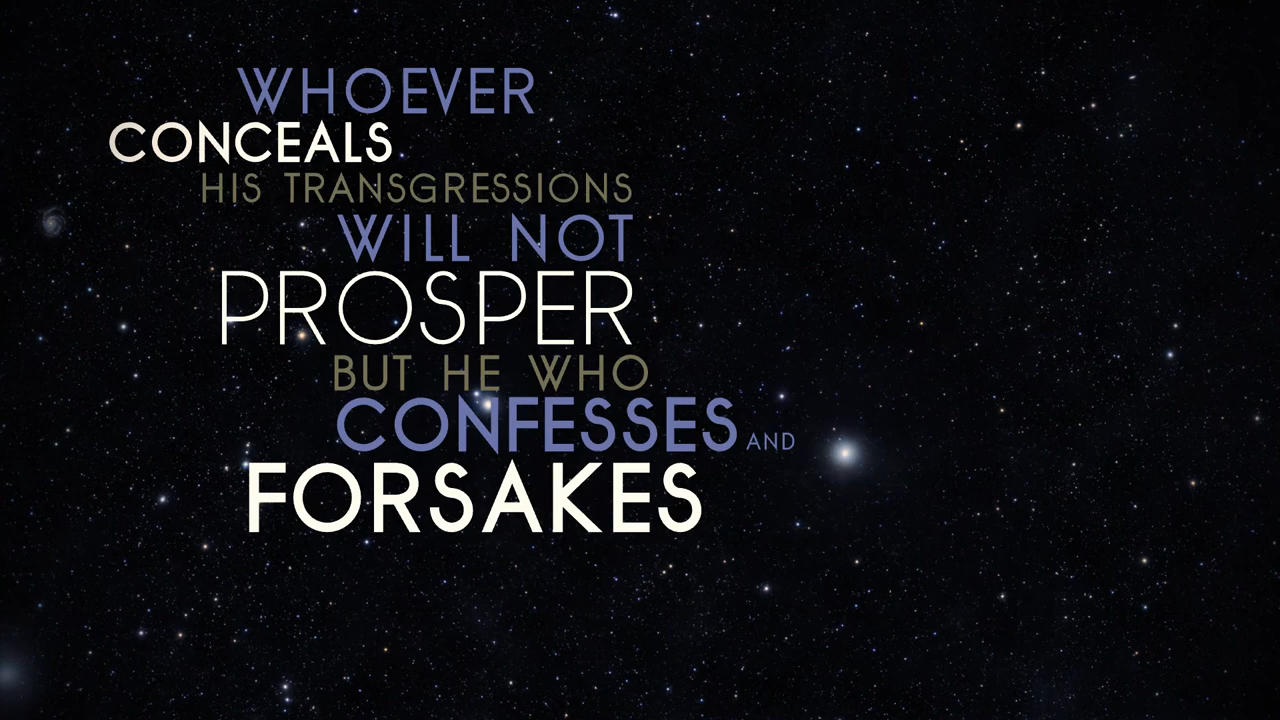 WHOEVER
CONCEALS
HIS TRANSGRESSIONS
WILL NOT
PROSPER
BUT HE WHO
CONFESSES AND
FORSAKES